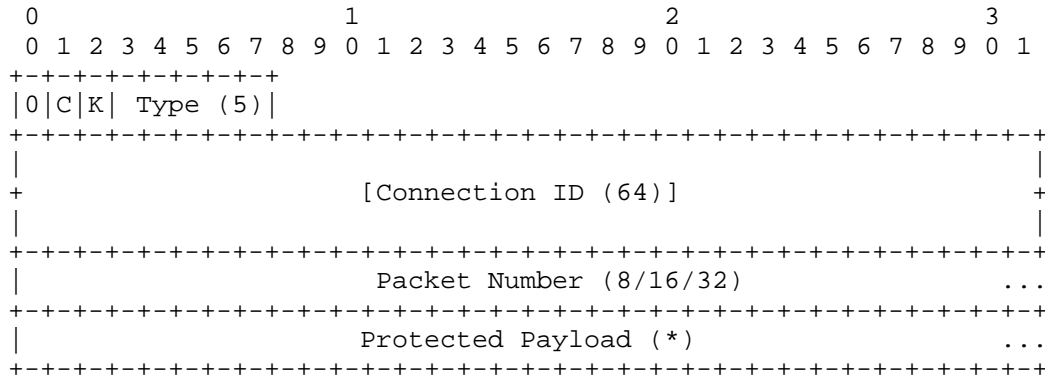 0                   1                   2                   3
 0 1 2 3 4 5 6 7 8 9 0 1 2 3 4 5 6 7 8 9 0 1 2 3 4 5 6 7 8 9 0 1
+-+-+-+-+-+-+-+-+
|0|C|K| Type (5)|
+-+-+-+-+-+-+-+-+-+-+-+-+-+-+-+-+-+-+-+-+-+-+-+-+-+-+-+-+-+-+-+-+
|                                                               |
+                     [Connection ID (64)]                      +
|                                                               |
+-+-+-+-+-+-+-+-+-+-+-+-+-+-+-+-+-+-+-+-+-+-+-+-+-+-+-+-+-+-+-+-+
|                      Packet Number (8/16/32)                ...
+-+-+-+-+-+-+-+-+-+-+-+-+-+-+-+-+-+-+-+-+-+-+-+-+-+-+-+-+-+-+-+-+
|                     Protected Payload (*)                   ...
+-+-+-+-+-+-+-+-+-+-+-+-+-+-+-+-+-+-+-+-+-+-+-+-+-+-+-+-+-+-+-+-+